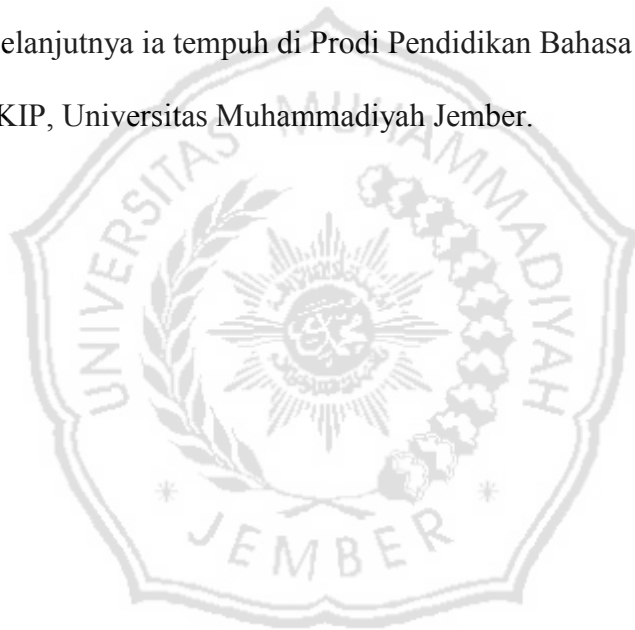 elanjutnya ia tempuh di Prodi Pendidikan Bahasa
KIP, Universitas Muhammadiyah Jember.
UNIVERSITAS MUHAMMADIYAH
* JEMBER *